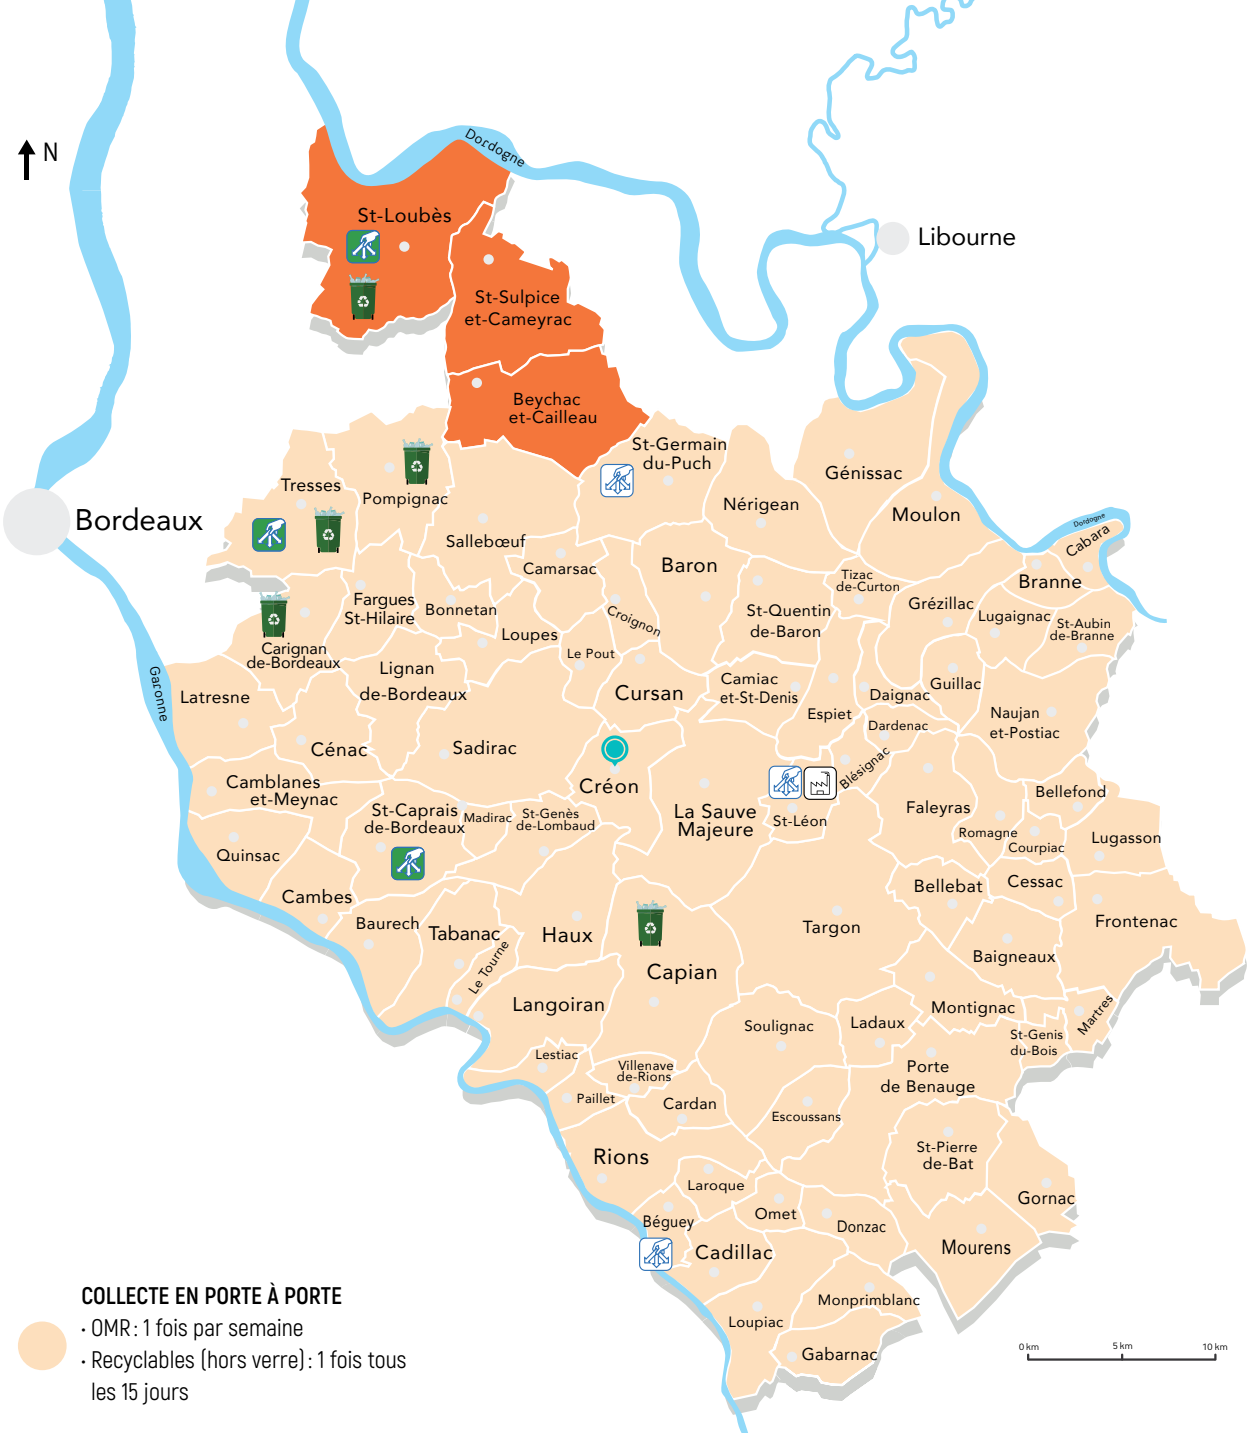 Dordogne
N
St-Loubès
Libourne
St-Sulpice
et-Cameyrac
Beychac
et-Cailleau
St-Germain
du-Puch
Génissac
Tresses
Pompignac
Nérigean
Moulon
Bordeaux
Dordogne
Sallebœuf
Cabara
Camarsac
Baron
Tizac
de-Curton
Branne
Fargues
St-Hilaire
Bonnetan
Croignon
St-Quentin
de-Baron
Grézillac
Lugaignac
St-Aubin
de-Branne
Loupes
Carignan
de-Bordeaux
Le Pout
Lignan
de-Bordeaux
Garonne
Latresne
Cursan
Camiac
et-St-Denis
Daignac
Guillac
Espiet
Dardenac
Naujan
et-Postiac
Cénac
Sadirac
Créon
Blésignac
Camblanes
et-Meynac
Bellefond
St-Caprais
de-Bordeaux
Madirac
St-Genès
de-Lombaud
La Sauve
Majeure
St-Léon
Faleyras
Romagne
Courpiac
Lugasson
Quinsac
Cambes
Bellebat
Cessac
Baurech
Tabanac
Haux
Targon
Frontenac
Le Tourne
Capian
Baigneaux
Langoiran
Montignac
Martres
Soulignac
Ladaux
St-Genis
du-Bois
Lestiac
Villenave
de-Rions
Porte
de Benauge
Paillet
Cardan
Escoussans
Rions
St-Pierre
de-Bat
Laroque
Gornac
Béguey
Omet
Donzac
Cadillac
Mourens
Monprimblanc
Loupiac
Gabarnac
COLLECTE EN PORTE À PORTE
· OMR : 1 fois par semaine
· Recyclables (hors verre) : 1 fois tous
les 15 jours
0 km 5 km 10 km